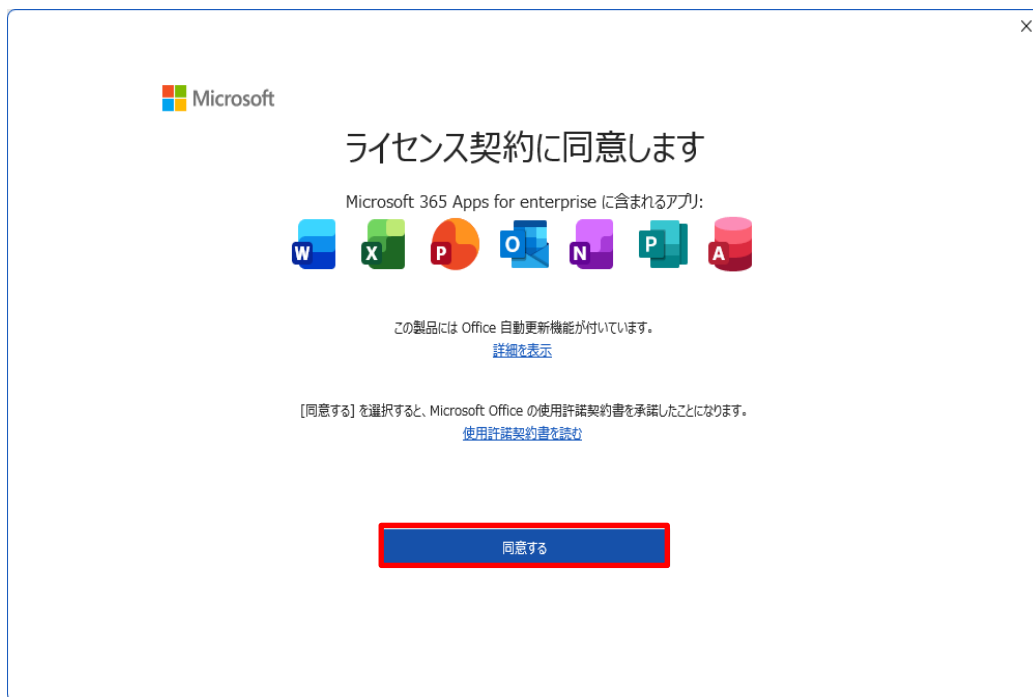 Microsoft
ライセンス契約に同意します
Microsoft 365 Apps for enterprise に含まれるアプリ:
W X P O N P A
この製品には Office 自動更新機能が付いています。
詳細を表示
[同意する] を選択すると、Microsoft Office の使用許諾契約書を承諾したことになります。
使用許諾契約書を読む
同意する